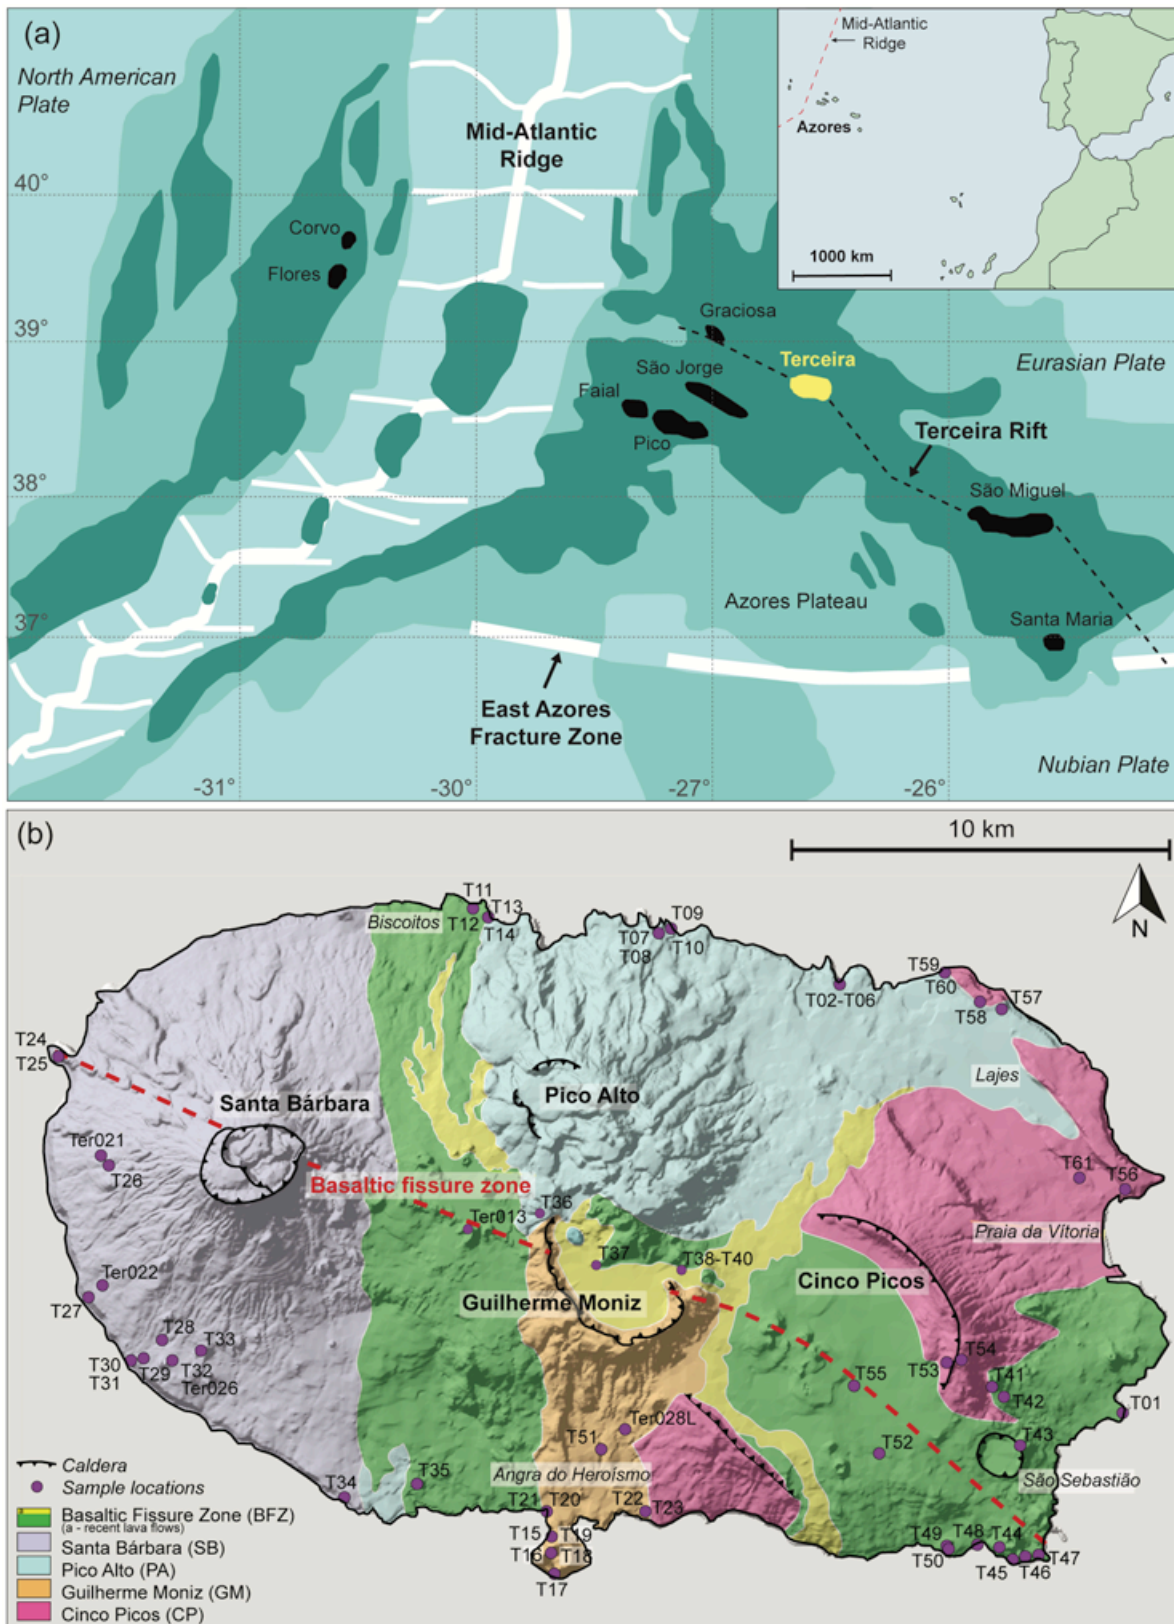 (a)
North American
Plate
Mid-Atlantic
Ridge
Mid-Atlantic
Ridge
Azores
1000 km
40°
Corvo
Flores
39°
Graciosa
Terceira
Eurasian Plate
São Jorge
Faial
Pico
Terceira Rift
38°
São Miguel
Azores Plateau
37°
Santa Maria
East Azores
Fracture Zone
Nubian Plate
-31°
-30°
-27°
-26°
(b)
10 km
N
T11
Biscoitos
T12
T13
T14
T09
T07
T10
T08
T59
T60
T02-T06
T57
T58
T24
T25
Lajes
Santa Bárbara
Pico Alto
Ter021
T26
T61
T56
Basaltic fissure zone
T36
Ter013
Praia da Vitoria
T37
T38-T40
Cinco Picos
Ter022
T27
Guilherme Moniz
T28
T33
T30
T29
T32
T31
Ter026
T54
T53
T55
T41
T42
T01
Ter028L
T43
T51
T52
Caldera
Sample locations
Angra do Heroísmo
São Sebastião
T34
T35
T21
T20
T22
T23
Basaltic Fissure Zone (BFZ)
(a - recent lava flows)
Santa Bárbara (SB)
Pico Alto (PA)
Guilherme Moniz (GM)
Cinco Picos (CP)
T15
T19
T16
T18
T17
T49
T48
T44
T50
T47
T45
T46